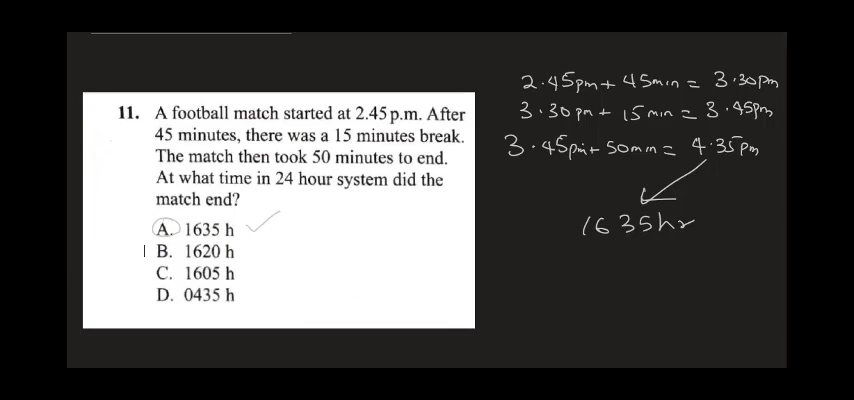 11. A football match started at 2.45 p.m. After
45 minutes, there was a 15 minutes break.
The match then took 50 minutes to end.
At what time in 24 hour system did the
match end?
A. 1635 h
B. 1620 h
C. 1605 h
D. 0435 h
2.45pm + 45min = 3.30pm
3.30pm + 15min = 3.45pm
3.45pm + 50min = 4.35pm
1635hr